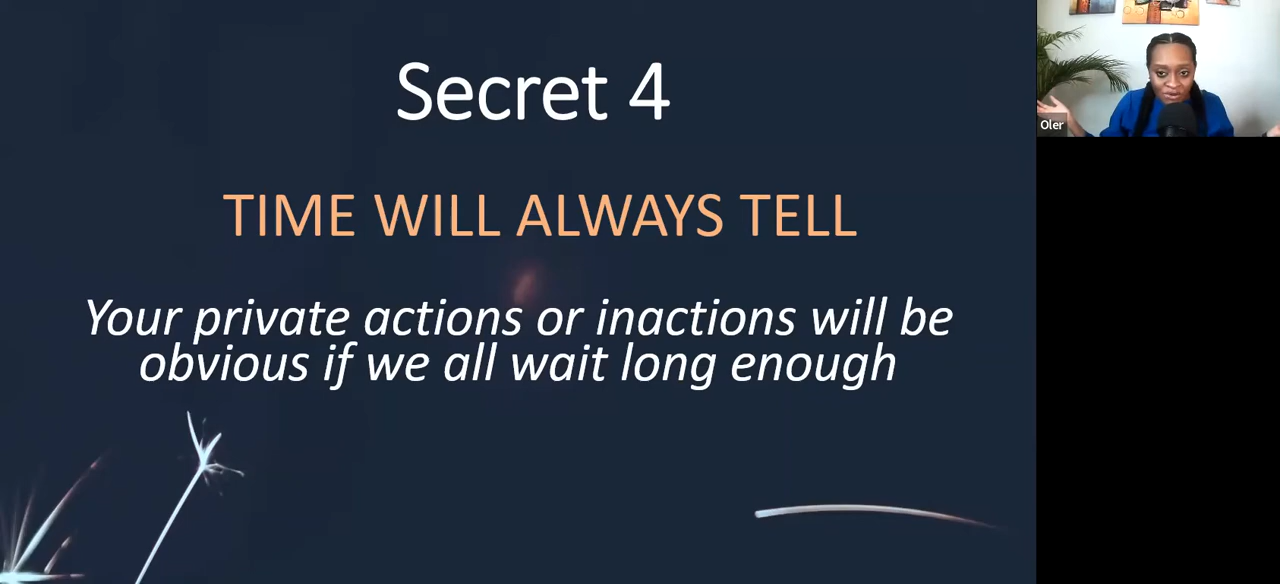 Secret 4
TIME WILL ALWAYS TELL
Your private actions or inactions will be
obvious if we all wait long enough
Oler